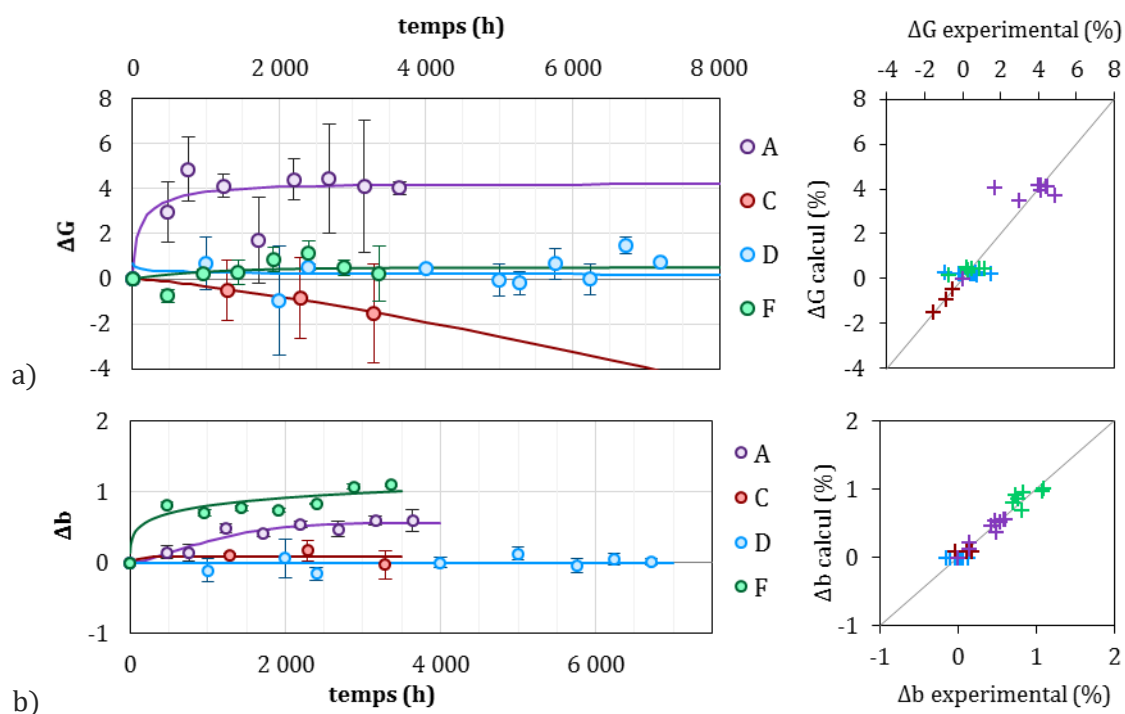 temps (h)
0 2 000 4 000 6 000 8 000
8
6
4
2
0
-2
-4
ΔG
A
C
D
F
a)
ΔG experimental (%)
-4 -2 0 2 4 6 8
8
6
4
2
0
-2
-4
ΔG calcul (%)
2
1
0
-1
Δb
0 2 000 4 000 6 000
temps (h)
A
C
D
F
b)
2
1
0
-1
Δb calcul (%)
-1 0 1 2
Δb experimental (%)